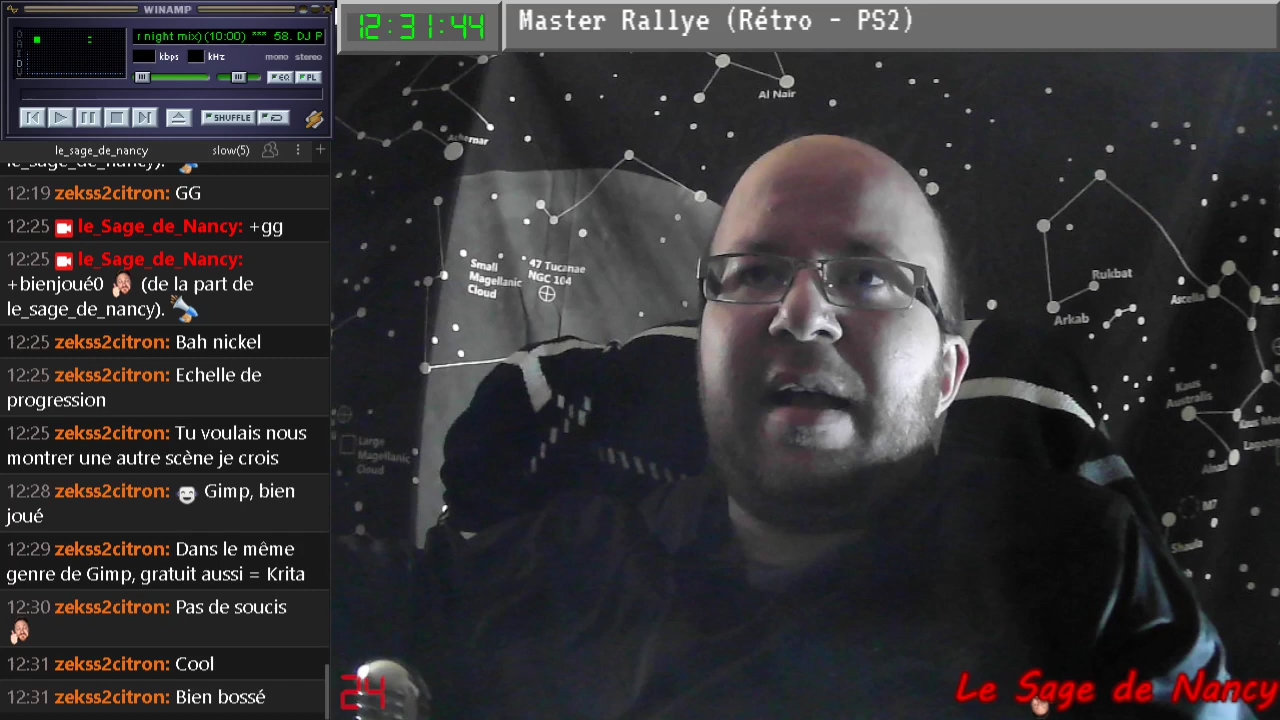 WINAMP
r night mix) (10:00) *** 58. DJ P
kbps
kHz
mono stereo
EQ
PL
SHUFFLE
le_sage_de_nancy
slow(5)
le_sage_de_nancy).
12:19 zekss2citron: GG
12:25 le_Sage_de_Nancy: +gg
12:25 le_Sage_de_Nancy:
+bienjoué0 (de la part de
le_sage_de_nancy).
12:25 zekss2citron: Bah nickel
12:25 zekss2citron: Echelle de
progression
12:25 zekss2citron: Tu voulais nous
montrer une autre scène je crois
12:28 zekss2citron: Gimp, bien
joué
12:29 zekss2citron: Dans le même
genre de Gimp, gratuit aussi = Krita
12:30 zekss2citron: Pas de soucis
12:31 zekss2citron: Cool
12:31 zekss2citron: Bien bossé
12:31:44
Master Rallye (Rétro - PS2)
Al Nair
Achernar
Small
Magellanic
Cloud
47 Tucanae
NGC 104
Large
Magellanic
Cloud
Rukbat
Arkab
Ascella
Kaus
Australis
Alnasl
M7
Shaula
24
Le Sage de Nancy